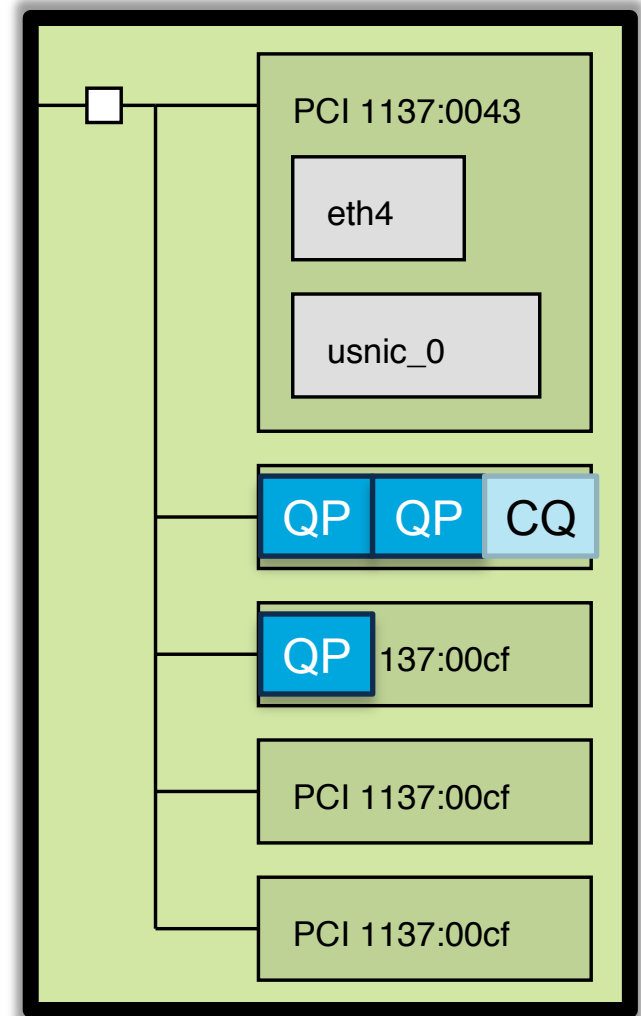 PCI 1137:0043
eth4
usnic_0
QP QP CQ
QP 137:00cf
PCI 1137:00cf
PCI 1137:00cf